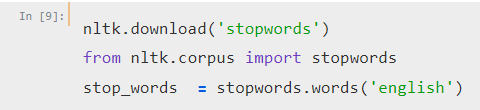 In [9]:
nltk.download('stopwords')
from nltk.corpus import stopwords
stop_words  = stopwords.words('english')